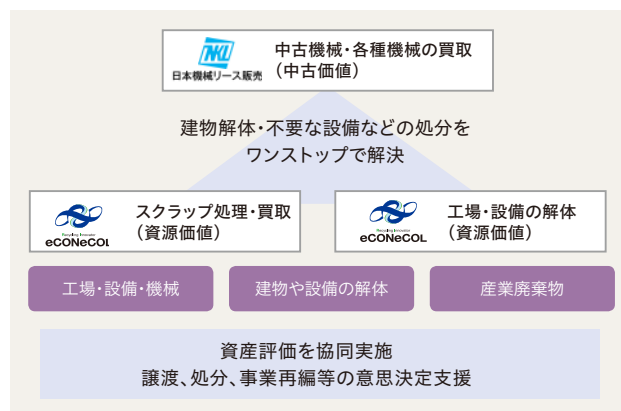 NKL
日本機械リース販売
中古機械・各種機械の買取
（中古価値）
建物解体・不要な設備などの処分を
ワンストップで解決
Recycling Innovator
eCONeCOL
スクラップ処理・買取
（資源価値）
Recycling Innovator
eCONeCOL
工場・設備の解体
（資源価値）
工場・設備・機械
建物や設備の解体
産業廃棄物
資産評価を協同実施
譲渡、処分、事業再編等の意思決定支援